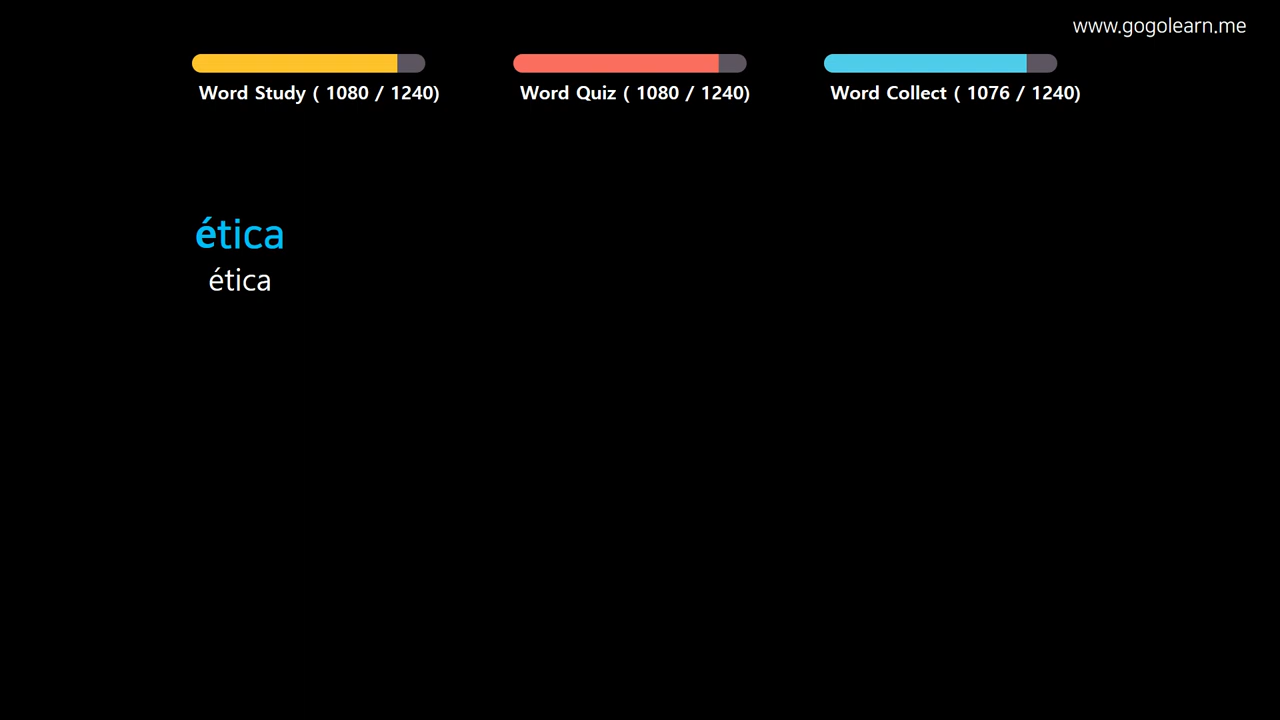 www.gogolearn.me
Word Study ( 1080 / 1240)
Word Quiz ( 1080 / 1240)
Word Collect ( 1076 / 1240)
ética
ética